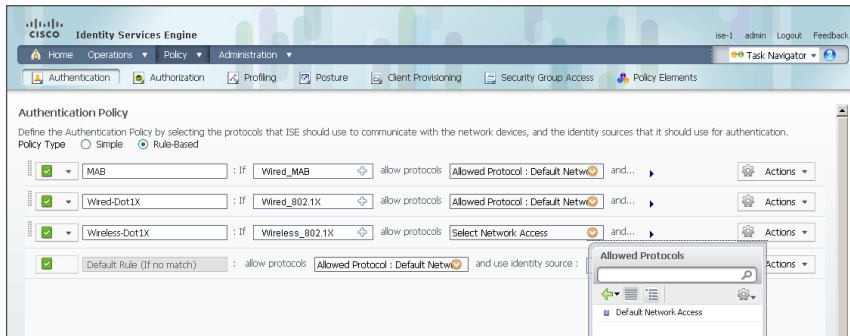 CISCO Identity Services Engine
ise-1 admin Logout Feedback
Home Operations Policy Administration
Task Navigator
Authentication Authorization Profiling Posture Client Provisioning Security Group Access Policy Elements
Authentication Policy
Define the Authentication Policy by selecting the protocols that ISE should use to communicate with the network devices, and the identity sources that it should use for authentication.
Policy Type Simple Rule-Based
MAB : If Wired_MAB allow protocols Allowed Protocol : Default Netw and... Actions
Wired-Dot1X : If Wired_802.1X allow protocols Allowed Protocol : Default Netw and... Actions
Wireless-Dot1X : If Wireless_802.1X allow protocols Select Network Access and... Actions
Default Rule (If no match) : allow protocols Allowed Protocol : Default Netw and use identity source : Actions
Allowed Protocols
Default Network Access